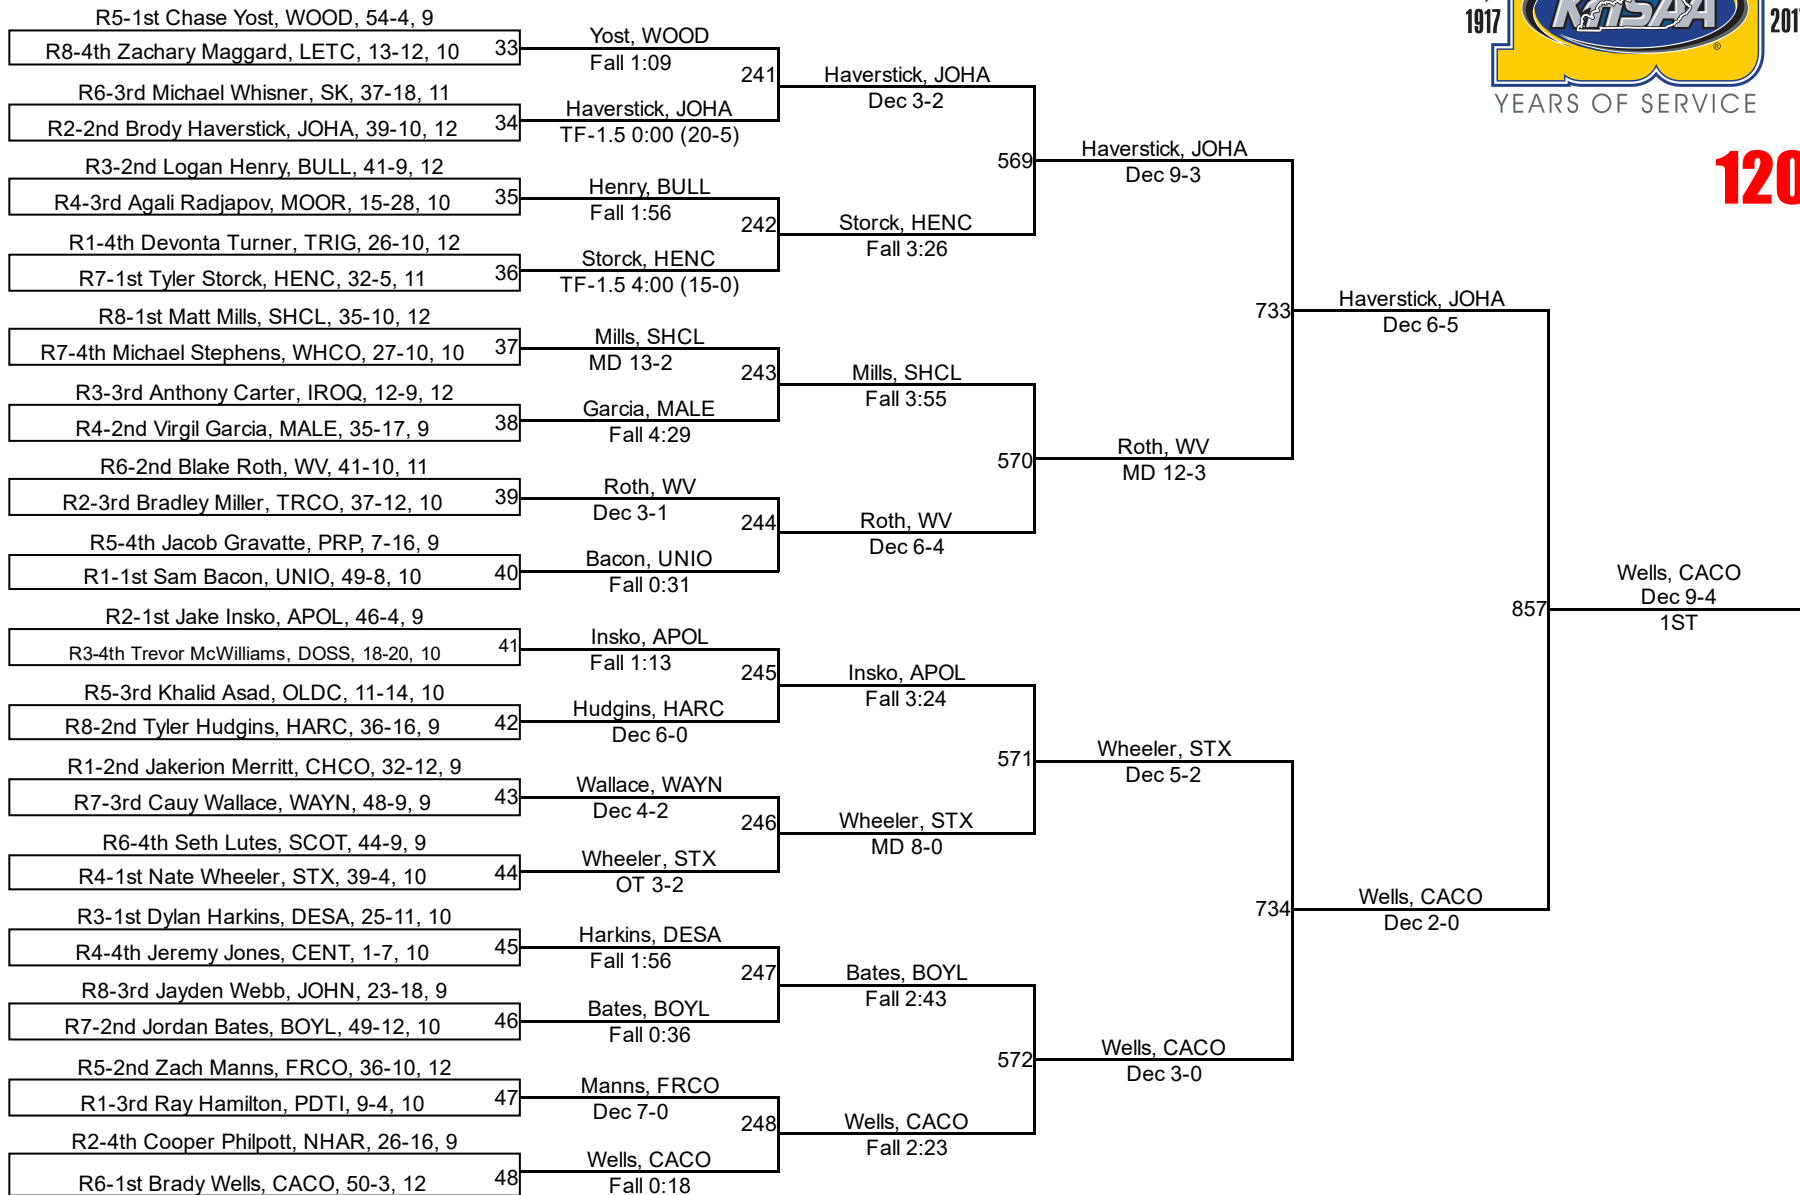 R5-1st Chase Yost, WOOD, 54-4, 9
R8-4th Zachary Maggard, LETC, 13-12, 10
33
R6-3rd Michael Whisner, SK, 37-18, 11
R2-2nd Brody Haverstick, JOHA, 39-10, 12
34
R3-2nd Logan Henry, BULL, 41-9, 12
R4-3rd Agali Radjapov, MOOR, 15-28, 10
35
R1-4th Devonta Turner, TRIG, 26-10, 12
R7-1st Tyler Storck, HENC, 32-5, 11
36
R8-1st Matt Mills, SHCL, 35-10, 12
R7-4th Michael Stephens, WHCO, 27-10, 10
37
R3-3rd Anthony Carter, IROQ, 12-9, 12
R4-2nd Virgil Garcia, MALE, 35-17, 9
38
R6-2nd Blake Roth, WV, 41-10, 11
R2-3rd Bradley Miller, TRCO, 37-12, 10
39
R5-4th Jacob Gravatte, PRP, 7-16, 9
R1-1st Sam Bacon, UNIO, 49-8, 10
40
R2-1st Jake Insko, APOL, 46-4, 9
R3-4th Trevor McWilliams, DOSS, 18-20, 10
41
R5-3rd Khalid Asad, OLDC, 11-14, 10
R8-2nd Tyler Hudgins, HARC, 36-16, 9
42
R1-2nd Jakerion Merritt, CHCO, 32-12, 9
R7-3rd Cauy Wallace, WAYN, 48-9, 9
43
R6-4th Seth Lutes, SCOT, 44-9, 9
R4-1st Nate Wheeler, STX, 39-4, 10
44
R3-1st Dylan Harkins, DESA, 25-11, 10
R4-4th Jeremy Jones, CENT, 1-7, 10
45
R8-3rd Jayden Webb, JOHN, 23-18, 9
R7-2nd Jordan Bates, BOYL, 49-12, 10
46
R5-2nd Zach Manns, FRCO, 36-10, 12
R1-3rd Ray Hamilton, PDTI, 9-4, 10
47
R2-4th Cooper Philpott, NHAR, 26-16, 9
R6-1st Brady Wells, CACO, 50-3, 12
48
Yost, WOOD
Fall 1:09
241
Haverstick, JOHA
TF-1.5 0:00 (20-5)
Henry, BULL
Fall 1:56
242
Storck, HENC
TF-1.5 4:00 (15-0)
Mills, SHCL
MD 13-2
243
Garcia, MALE
Fall 4:29
Roth, WV
Dec 3-1
244
Bacon, UNIO
Fall 0:31
Insko, APOL
Fall 1:13
245
Hudgins, HARC
Dec 6-0
Wallace, WAYN
Dec 4-2
246
Wheeler, STX
OT 3-2
Harkins, DESA
Fall 1:56
247
Bates, BOYL
Fall 0:36
Manns, FRCO
Dec 7-0
248
Wells, CACO
Fall 0:18
Haverstick, JOHA
Dec 3-2
569
Storck, HENC
Fall 3:26
Mills, SHCL
Fall 3:55
570
Roth, WV
Dec 6-4
Insko, APOL
Fall 3:24
571
Wheeler, STX
MD 8-0
Bates, BOYL
Fall 2:43
572
Wells, CACO
Fall 2:23
Haverstick, JOHA
Dec 9-3
733
Roth, WV
MD 12-3
Wheeler, STX
Dec 5-2
734
Wells, CACO
Dec 3-0
Haverstick, JOHA
Dec 6-5
857
Wells, CACO
Dec 2-0
Wells, CACO
Dec 9-4
1ST
1917
KHSAA
®
201
YEARS OF SERVICE
120